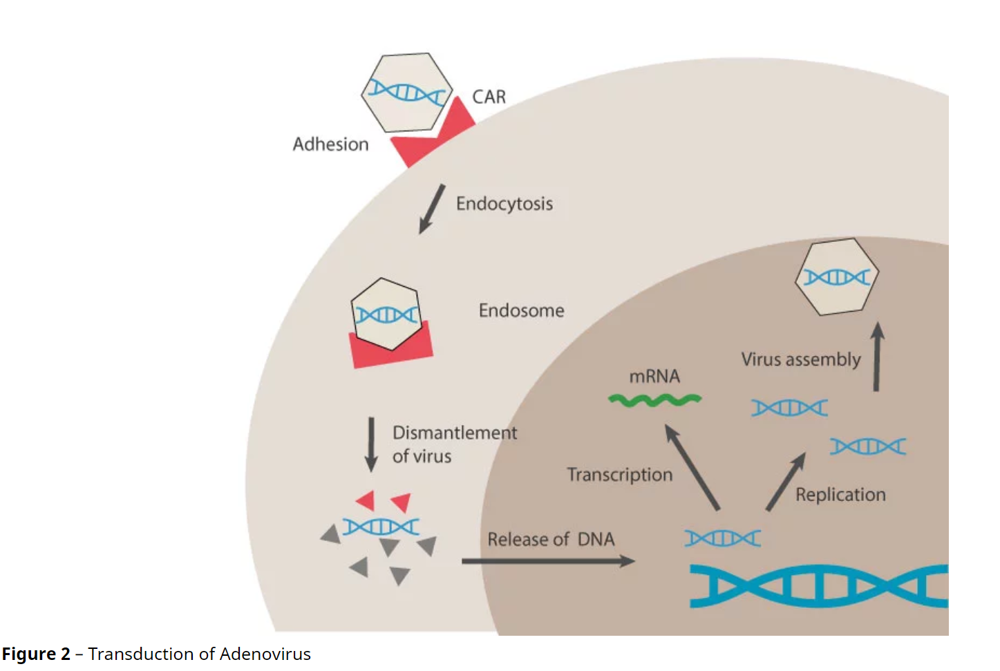 CAR
Adhesion
Endocytosis
Endosome
Dismantlement
of virus
Release of DNA
Transcription
mRNA
Replication
Virus assembly
Figure 2 – Transduction of Adenovirus